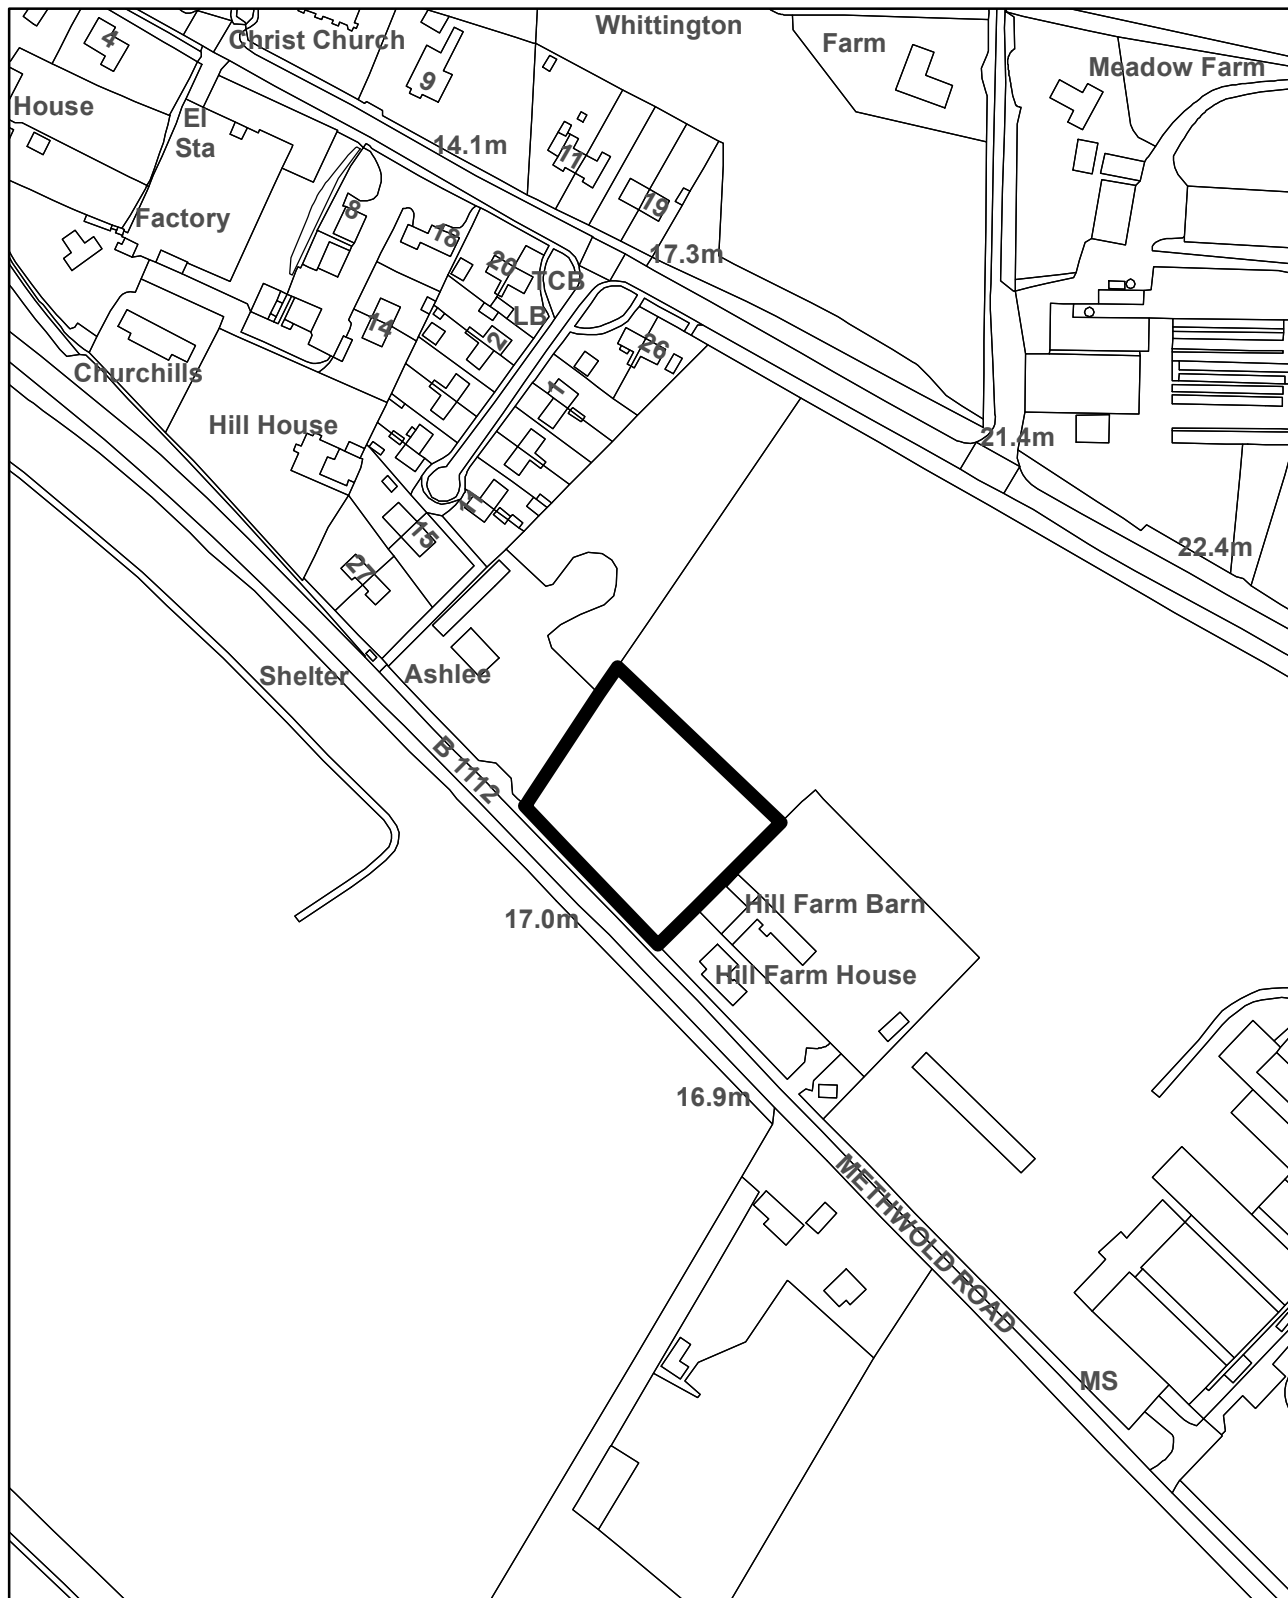 Whittington
Christ Church
4
Farm
Meadow Farm
9
House
El
Sta
14.1m
11
19
8
Factory
18
17.3m
20
TCB
LB
14
2
26
Churchills
1
Hill House
21.4m
11
15
22.4m
27
Shelter
Ashlee
B 1112
17.0m
Hill Farm Barn
Hill Farm House
16.9m
METHWOLD ROAD
MS